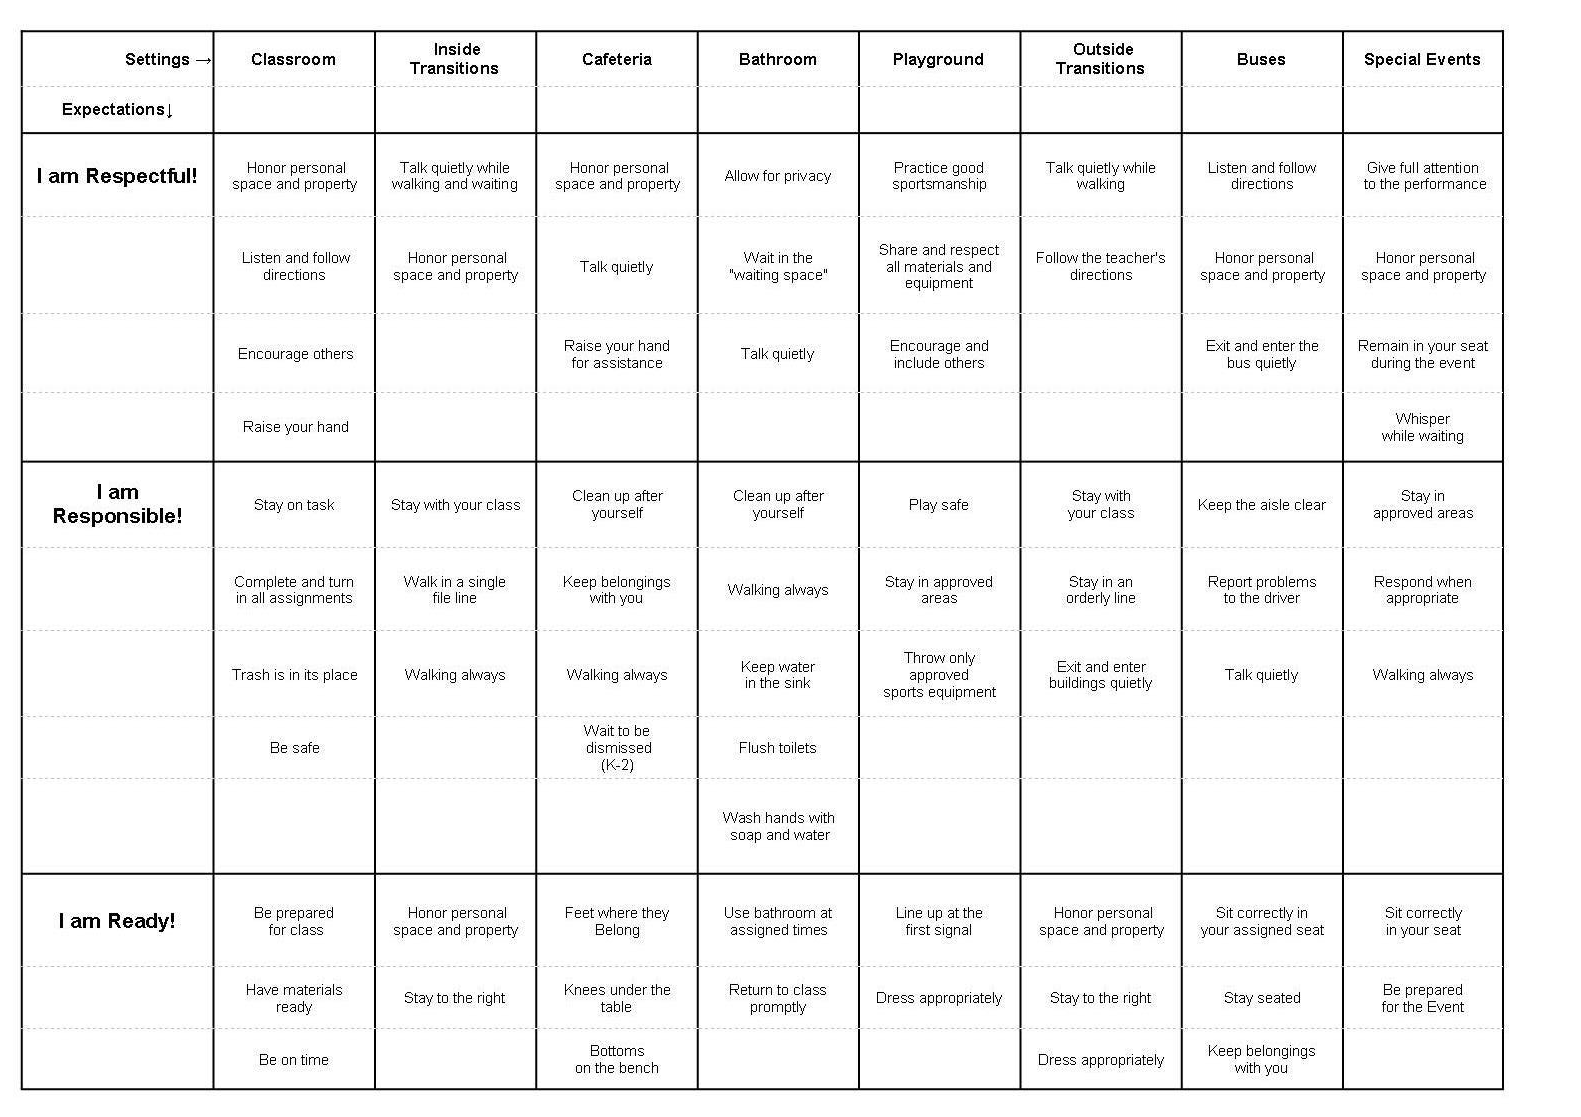 Settings → Classroom Inside Transitions Cafeteria Bathroom Playground Outside Transitions Buses Special Events
Expectations↓
I am Respectful!
Honor personal
space and property
Talk quietly while
walking and waiting
Honor personal
space and property
Allow for privacy
Practice good
sportsmanship
Talk quietly while
walking
Listen and follow
directions
Give full attention
to the performance
Listen and follow
directions
Honor personal
space and property
Talk quietly
Wait in the
"waiting space"
Share and respect
all materials and
equipment
Follow the teacher's
directions
Honor personal
space and property
Honor personal
space and property
Encourage others
Raise your hand
for assistance
Talk quietly
Encourage and
include others
Exit and enter the
bus quietly
Remain in your seat
during the event
Raise your hand
Whisper
while waiting
I am
Responsible!
Stay on task
Stay with your class
Clean up after
yourself
Clean up after
yourself
Play safe
Stay with
your class
Keep the aisle clear
Stay in
approved areas
Complete and turn
in all assignments
Walk in a single
file line
Keep belongings
with you
Walking always
Stay in approved
areas
Stay in an
orderly line
Report problems
to the driver
Respond when
appropriate
Trash is in its place
Walking always
Walking always
Keep water
in the sink
Throw only
approved
sports equipment
Exit and enter
buildings quietly
Talk quietly
Walking always
Be safe
Wait to be
dismissed
(K-2)
Flush toilets
Wash hands with
soap and water
I am Ready!
Be prepared
for class
Honor personal
space and property
Feet where they
Belong
Use bathroom at
assigned times
Line up at the
first signal
Honor personal
space and property
Sit correctly in
your assigned seat
Sit correctly
in your seat
Have materials
ready
Stay to the right
Knees under the
table
Return to class
promptly
Dress appropriately
Stay to the right
Stay seated
Be prepared
for the Event
Be on time
Bottoms
on the bench
Dress appropriately
Keep belongings
with you